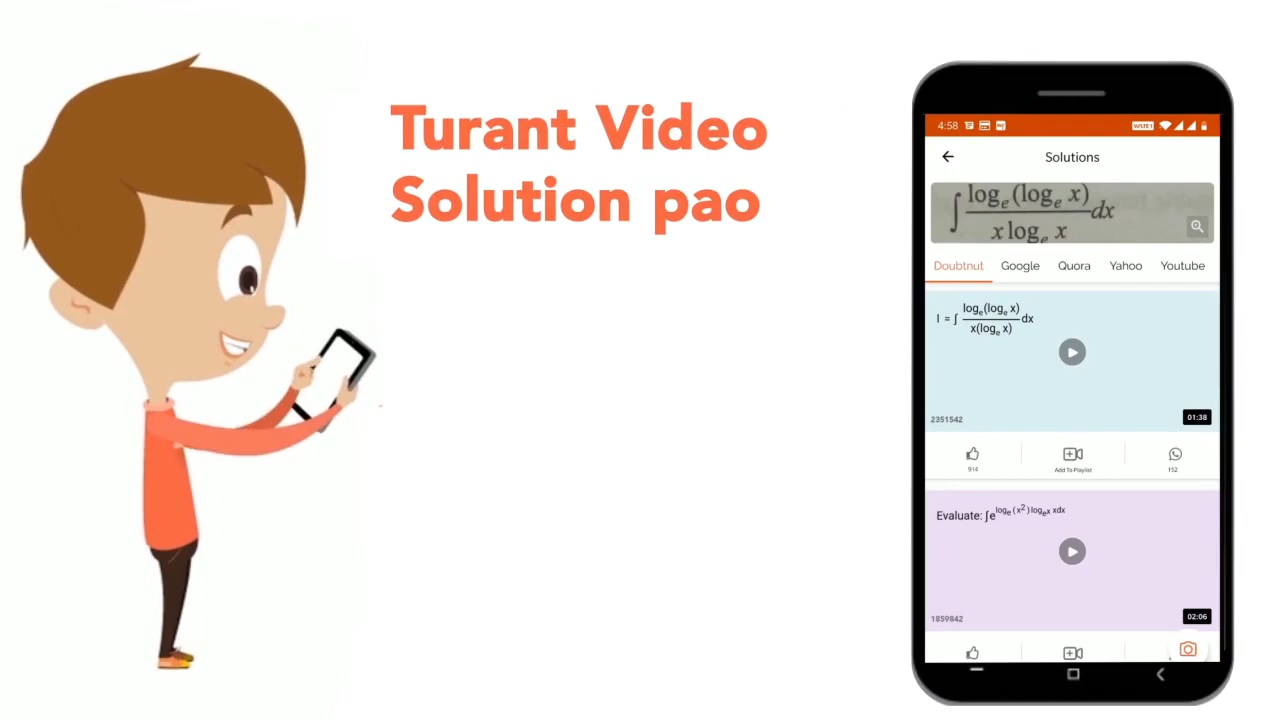 Turant Video
Solution pao
4:58
Solutions
∫ logₑ(logₑ x) / x logₑ x dx
Doubtnut Google Quora Yahoo Youtube
I = ∫ logₑ(logₑ x) / x(logₑ x) dx
2351542 01:38
914 Add To Playlist 152
Evaluate: ∫e^logₑ(x²)logₑx xdx
1859842 02:06